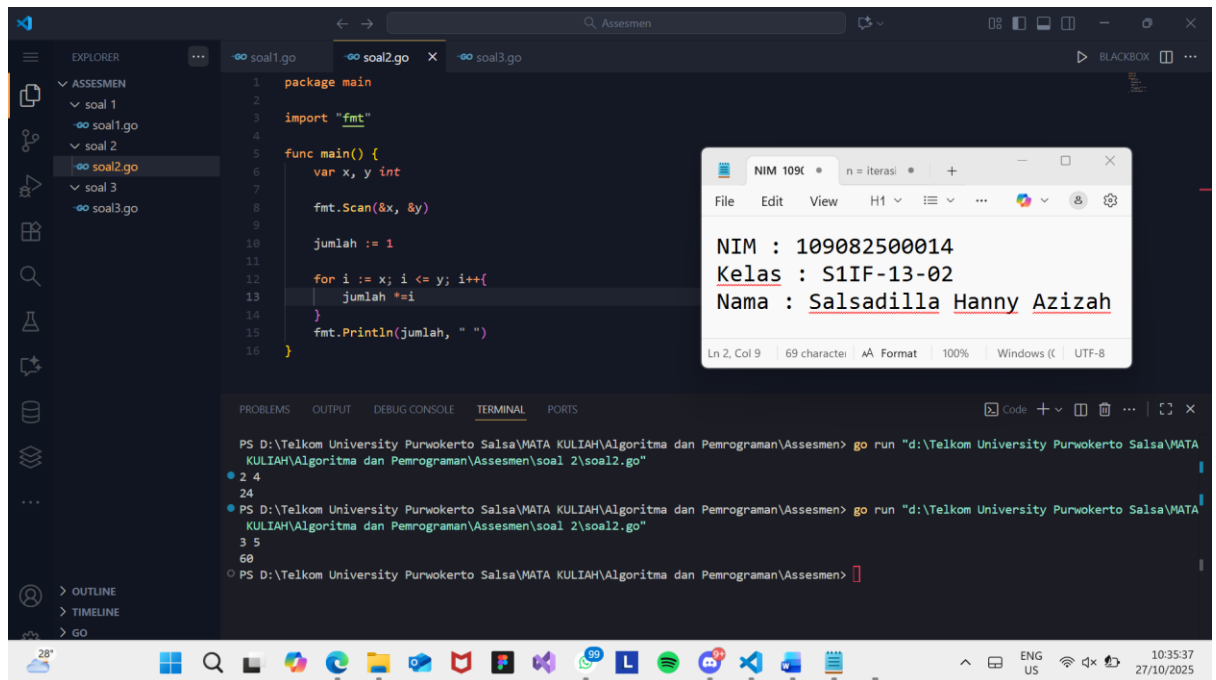 Assesmen
EXPLORER
soal1.go
soal2.go
soal3.go
BLACKBOX
ASSESMEN
soal 1
soal1.go
soal 2
soal2.go
soal 3
soal3.go
1 package main
2
3 import "fmt"
4
5 func main() {
6 var x, y int
7
8 fmt.Scan(&x, &y)
9
10 jumlah := 1
11
12 for i := x; i <= y; i++{
13 jumlah *=i
14 }
15 fmt.Println(jumlah, " ")
16 }
NIM 109
n = iterasi
File Edit View H1
NIM : 109082500014
Kelas : S1IF-13-02
Nama : Salsadilla Hanny Azizah
Ln 2, Col 9 69 character Format 100% Windows (C UTF-8
PROBLEMS OUTPUT DEBUG CONSOLE TERMINAL PORTS
Code
PS D:\Telkom University Purwokerto Salsa\MATA KULIAH\Algoritma dan Pemrograman\Assesmen> go run "d:\Telkom University Purwokerto Salsa\MATA
KULIAH\Algoritma dan Pemrograman\Assesmen\soal 2\soal2.go"
2 4
24
PS D:\Telkom University Purwokerto Salsa\MATA KULIAH\Algoritma dan Pemrograman\Assesmen> go run "d:\Telkom University Purwokerto Salsa\MATA
KULIAH\Algoritma dan Pemrograman\Assesmen\soal 2\soal2.go"
3 5
60
PS D:\Telkom University Purwokerto Salsa\MATA KULIAH\Algoritma dan Pemrograman\Assesmen>
OUTLINE
TIMELINE
GO
28°
99
9+
ENG
US
10:35:37
27/10/2025